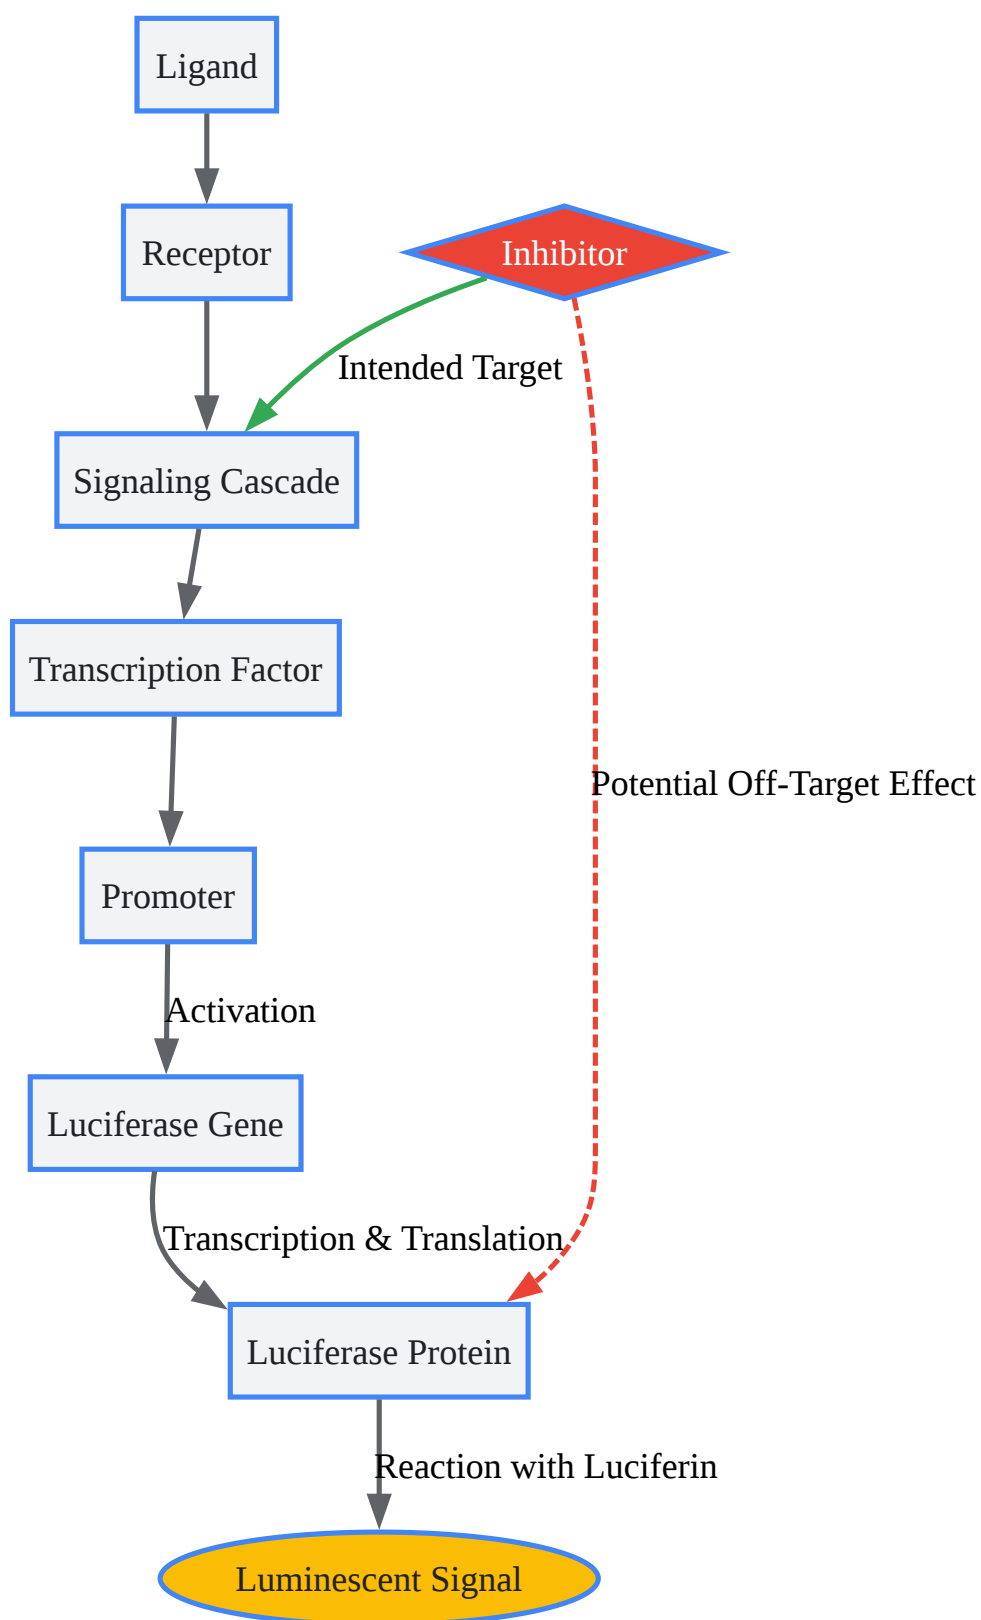 Ligand
Receptor
Inhibitor
Intended Target
Signaling Cascade
Transcription Factor
Potential Off-Target Effect
Promoter
Activation
Luciferase Gene
Transcription & Translation
Luciferase Protein
Reaction with Luciferin
Luminescent Signal